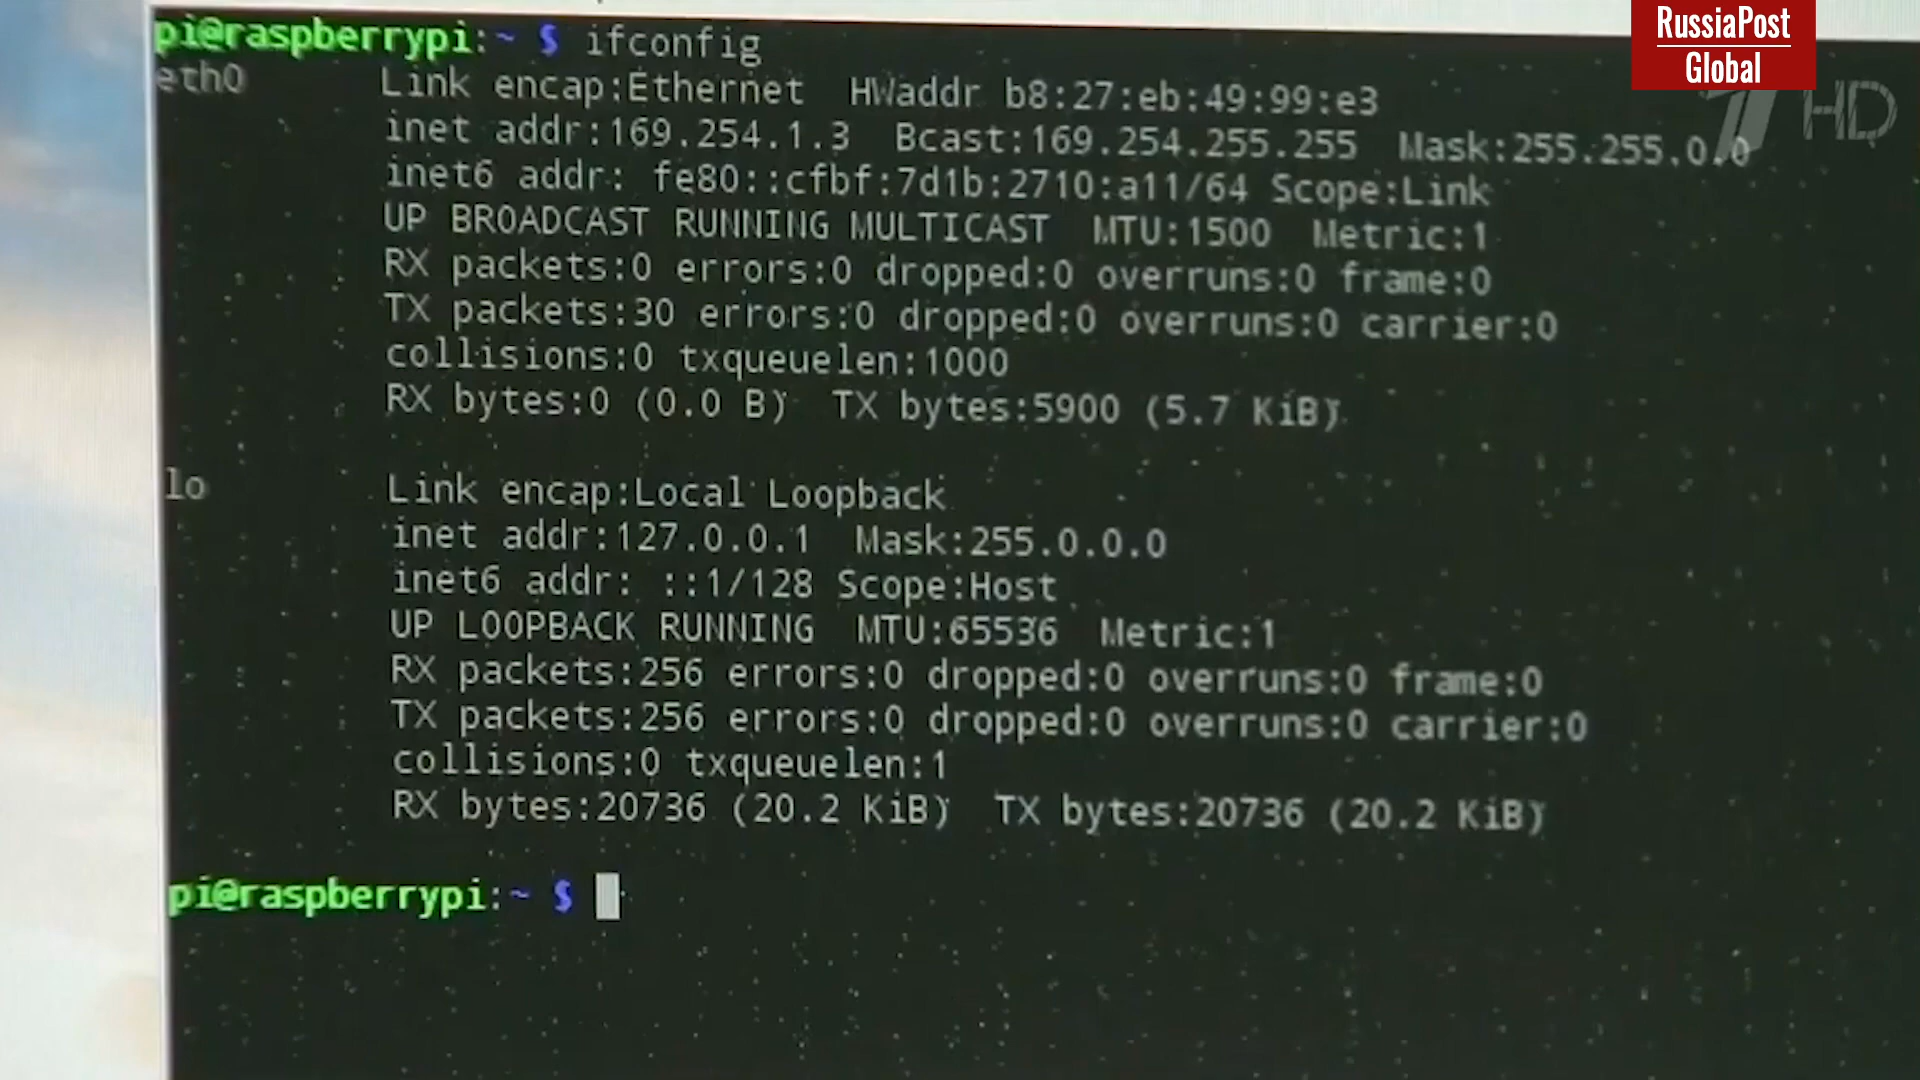 RussiaPost
Global
HD
pi@raspberrypi:~ $ ifconfig
eth0 Link encap:Ethernet HWaddr b8:27:eb:49:99:e3
inet addr:169.254.1.3 Bcast:169.254.255.255 Mask:255.255.0.0
inet6 addr: fe80::cfbf:7d1b:2710:a11/64 Scope:Link
UP BROADCAST RUNNING MULTICAST MTU:1500 Metric:1
RX packets:0 errors:0 dropped:0 overruns:0 frame:0
TX packets:30 errors:0 dropped:0 overruns:0 carrier:0
collisions:0 txqueuelen:1000
RX bytes:0 (0.0 B) TX bytes:5900 (5.7 KiB)
lo Link encap:Local Loopback
inet addr:127.0.0.1 Mask:255.0.0.0
inet6 addr: ::1/128 Scope:Host
UP LOOPBACK RUNNING MTU:65536 Metric:1
RX packets:256 errors:0 dropped:0 overruns:0 frame:0
TX packets:256 errors:0 dropped:0 overruns:0 carrier:0
collisions:0 txqueuelen:1
RX bytes:20736 (20.2 KiB) TX bytes:20736 (20.2 KiB)
pi@raspberrypi:~ $